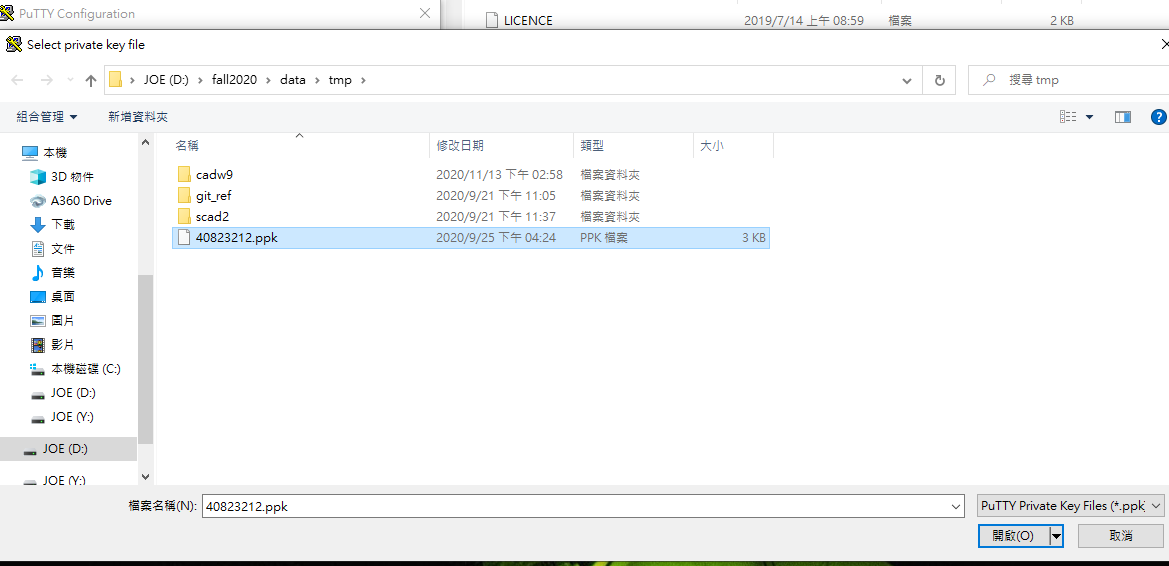 PuTTY Configuration
LICENCE 2019/7/14 上午 08:59 檔案 2 KB
Select private key file
JOE (D:) › fall2020 › data › tmp ›
搜尋 tmp
組合管理 新增資料夾
名稱 修改日期 類型 大小
本機
3D 物件
A360 Drive
下載
文件
音樂
桌面
圖片
影片
本機磁碟 (C:)
JOE (D:)
JOE (Y:)
JOE (D:)
JOE (Y:)
cadw9 2020/11/13 下午 02:58 檔案資料夾
git_ref 2020/9/21 下午 11:05 檔案資料夾
scad2 2020/9/21 下午 11:37 檔案資料夾
40823212.ppk 2020/9/25 下午 04:24 PPK 檔案 3 KB
檔案名稱(N): 40823212.ppk PuTTY Private Key Files (*.ppk
開啟(O) 取消